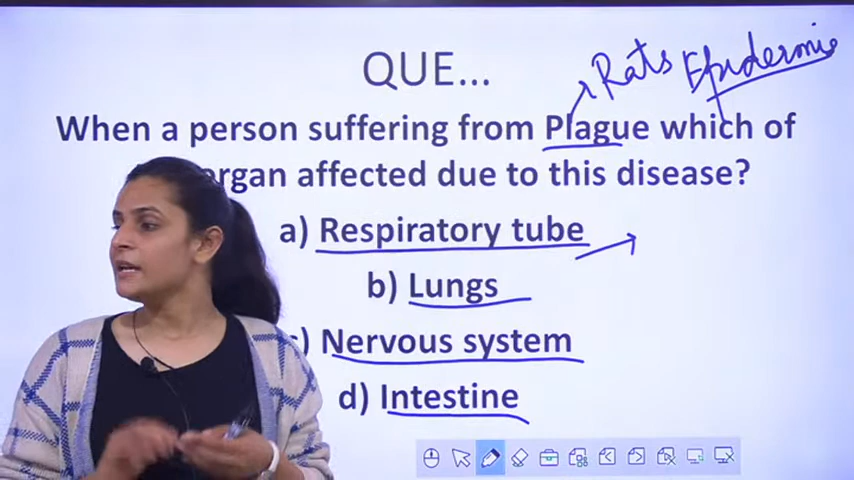 QUE...
Rats Epidermis
When a person suffering from Plague which of
organ affected due to this disease?
a) Respiratory tube
b) Lungs
) Nervous system
d) Intestine